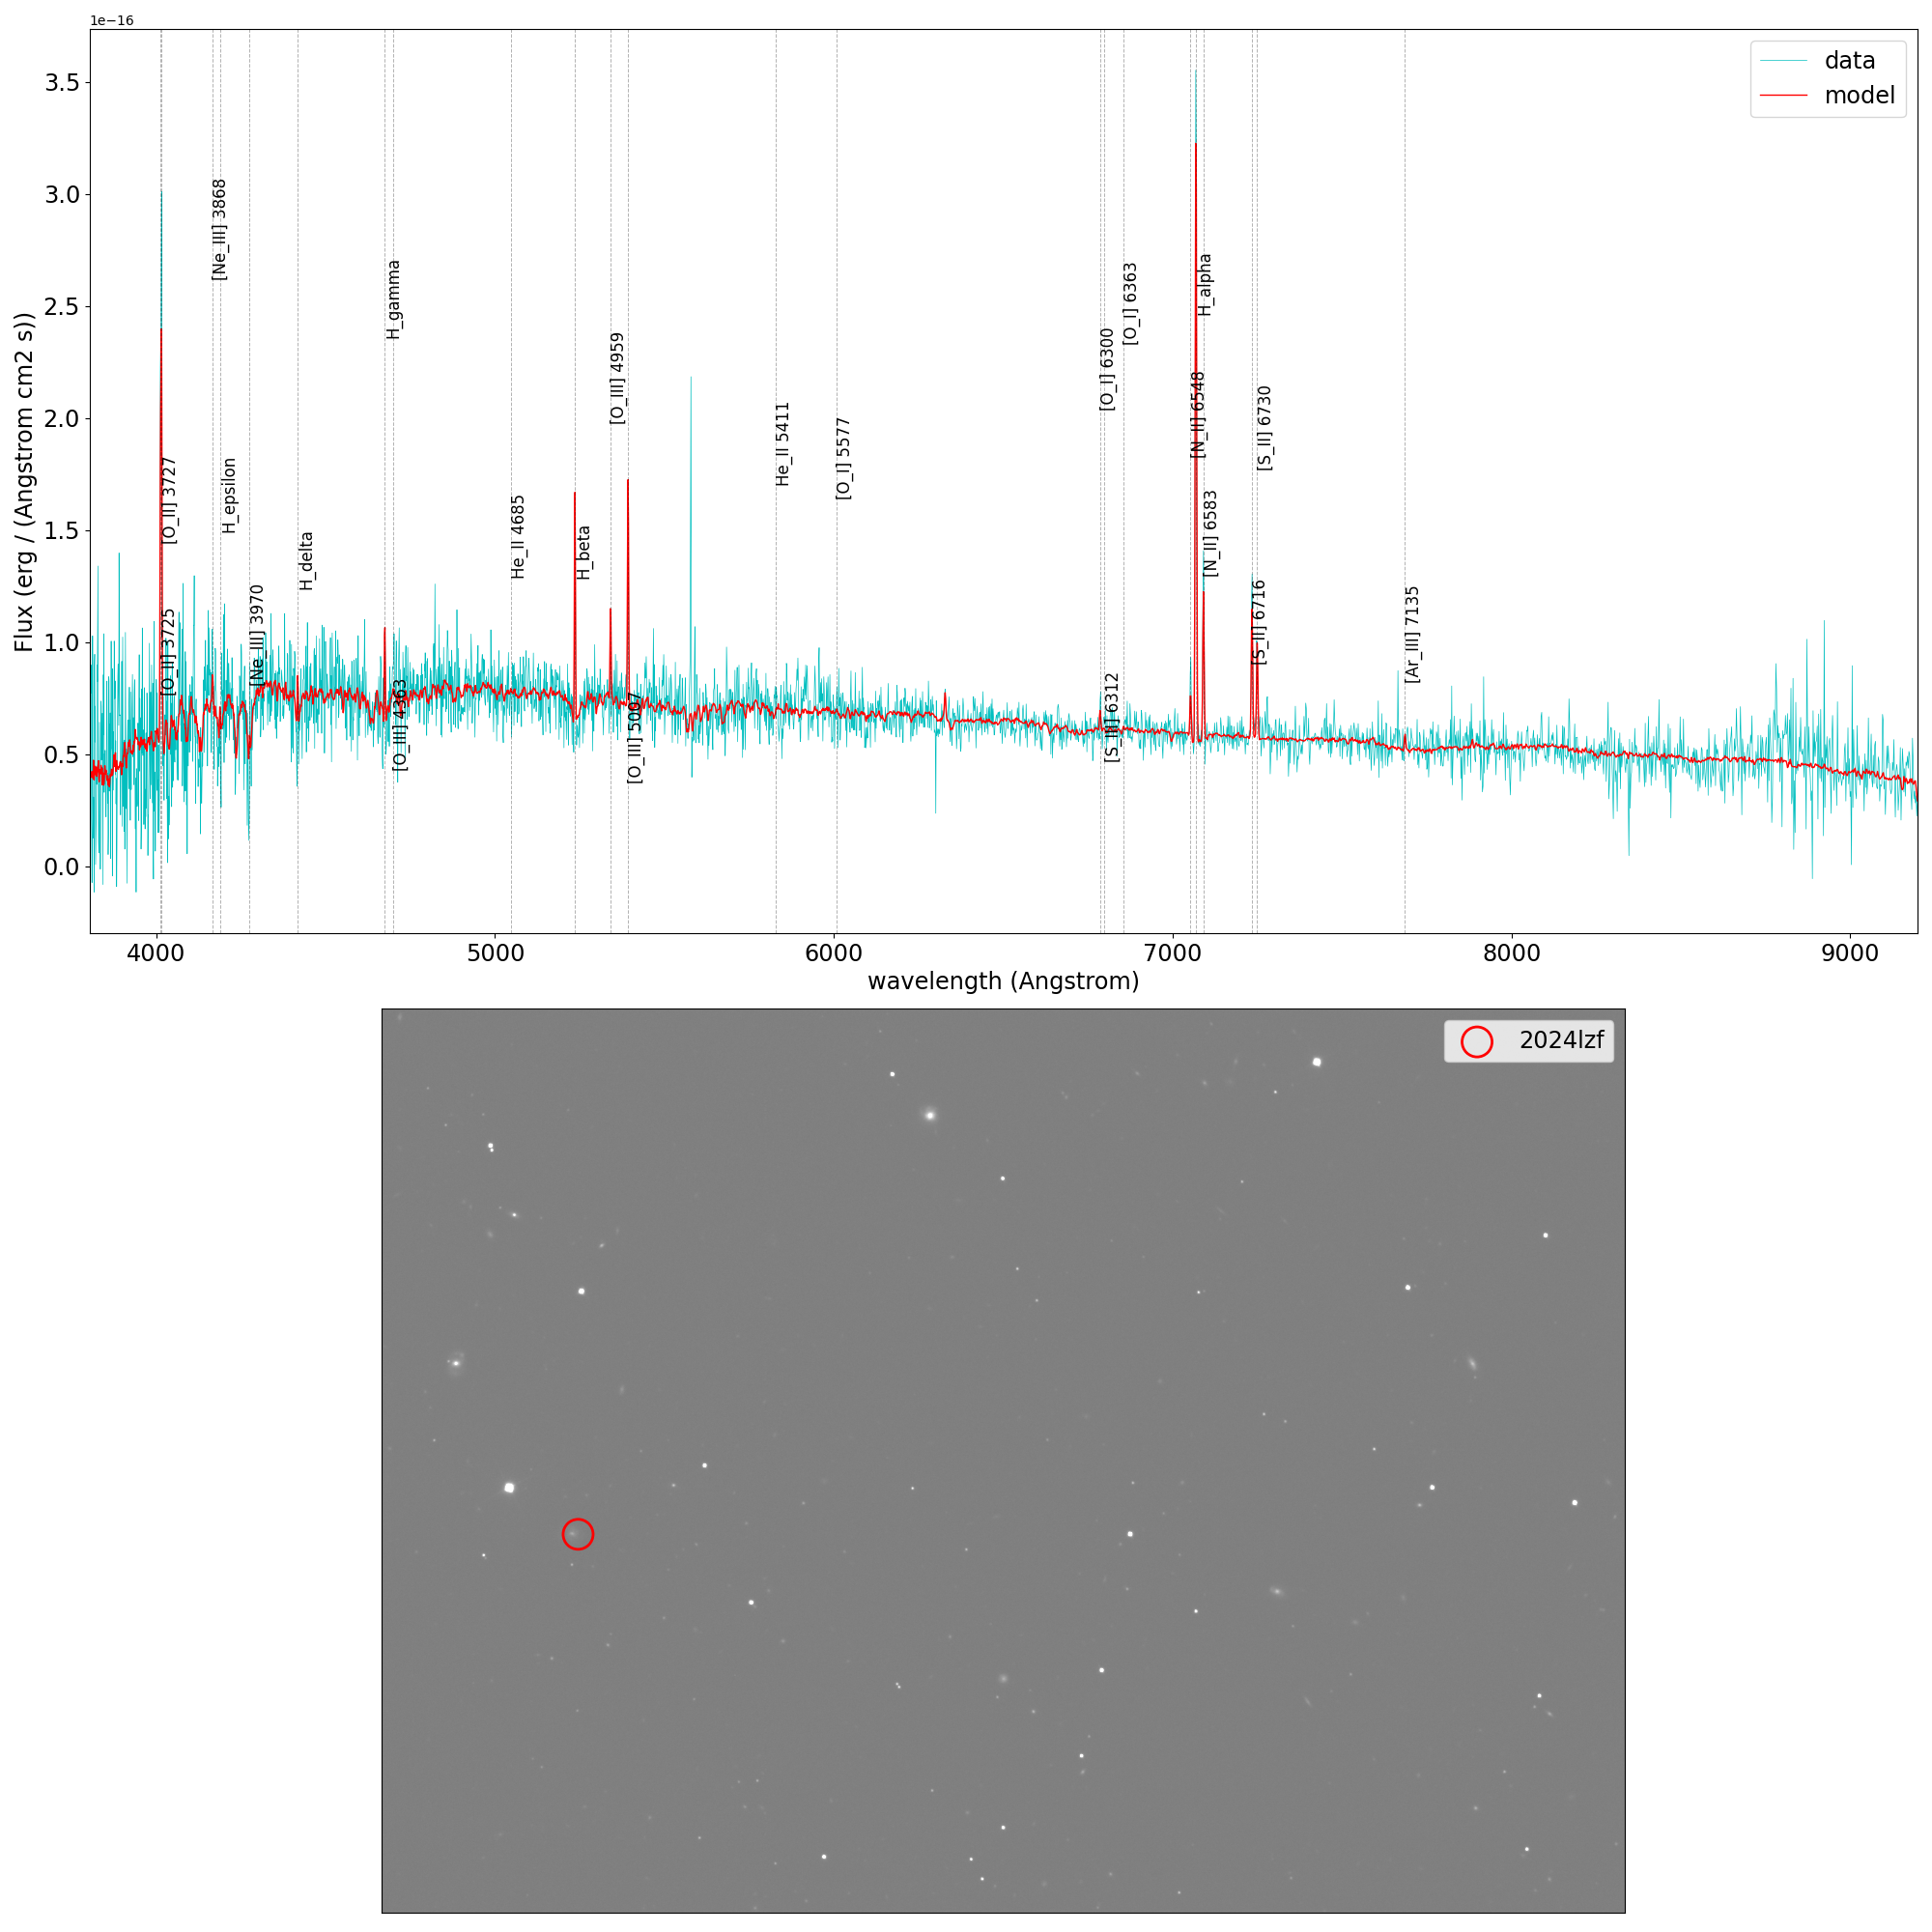 1e−16
data
model
3.5
3.0
2.5
2.0
1.5
1.0
0.5
0.0
Flux (erg / (Angstrom cm2 s))
[O_II] 3725
[O_II] 3727
[Ne_III] 3868
H_epsilon
[Ne_III] 3970
H_delta
H_gamma
[O_III] 4363
He_II 4685
H_beta
[O_III] 4959
[O_III] 5007
He_II 5411
[O_I] 5577
[O_I] 6300
[S_III] 6312
[O_I] 6363
[N_II] 6548
H_alpha
[N_II] 6583
[S_II] 6716
[S_II] 6730
[Ar_III] 7135
4000 5000 6000 7000 8000 9000
wavelength (Angstrom)
2024lzf